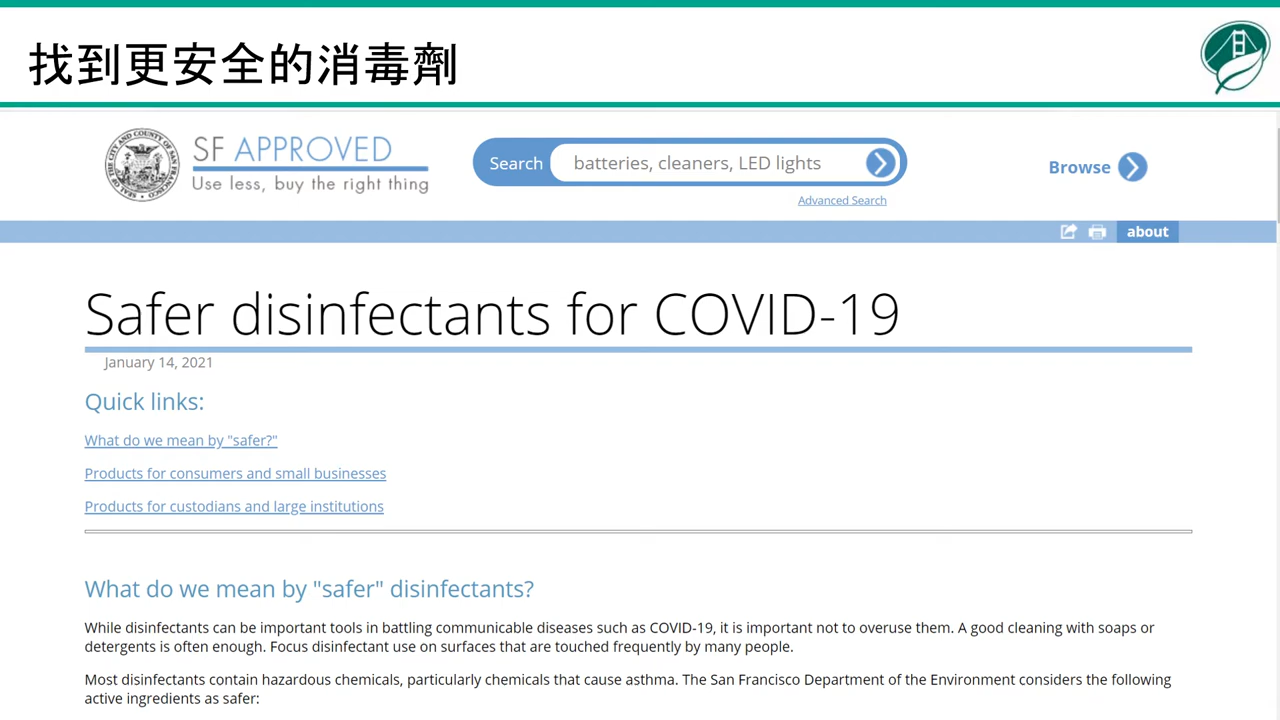 找到更安全的消毒劑
SF APPROVED
Use less, buy the right thing
Search
batteries, cleaners, LED lights
Advanced Search
Browse
about
Safer disinfectants for COVID-19
January 14, 2021
Quick links:
What do we mean by "safer?"
Products for consumers and small businesses
Products for custodians and large institutions
What do we mean by "safer" disinfectants?
While disinfectants can be important tools in battling communicable diseases such as COVID-19, it is important not to overuse them. A good cleaning with soaps or
detergents is often enough. Focus disinfectant use on surfaces that are touched frequently by many people.
Most disinfectants contain hazardous chemicals, particularly chemicals that cause asthma. The San Francisco Department of the Environment considers the following
active ingredients as safer: